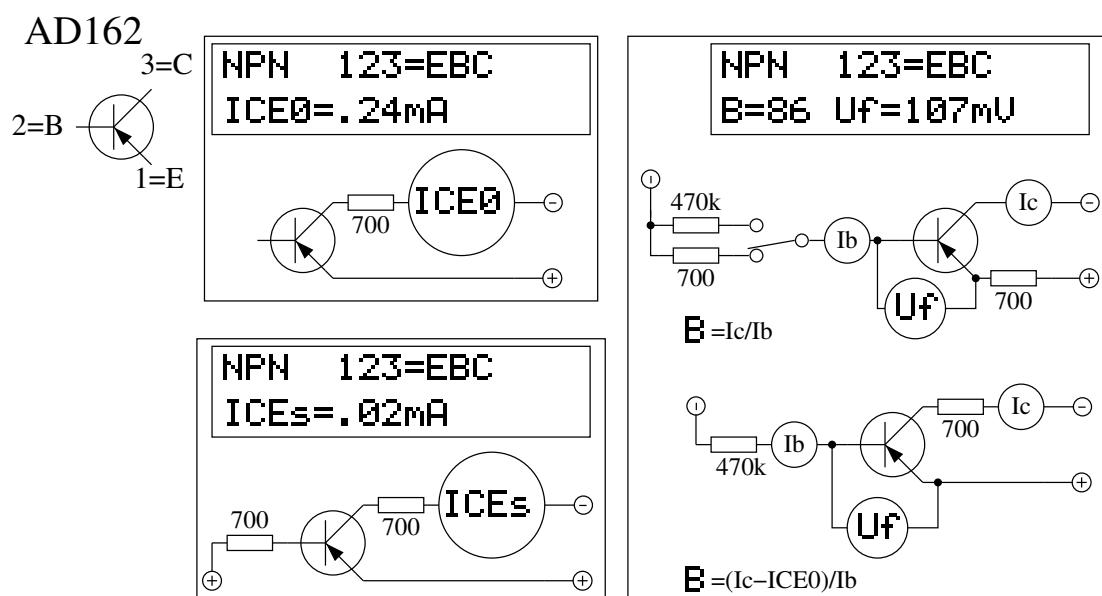 AD162
3=C
2=B
1=E
NPN 123=EBC
ICE0=.24mA
ICE0
700
−
+
NPN 123=EBC
ICEs=.02mA
ICEs
700
700
−
+
+
NPN 123=EBC
B=86 Uf=107mV
−
470k
700
Ib
Ic
−
700
+
Uf
B =Ic/Ib
−
470k
Ib
700
Ic
−
+
Uf
B =(Ic−ICE0)/Ib